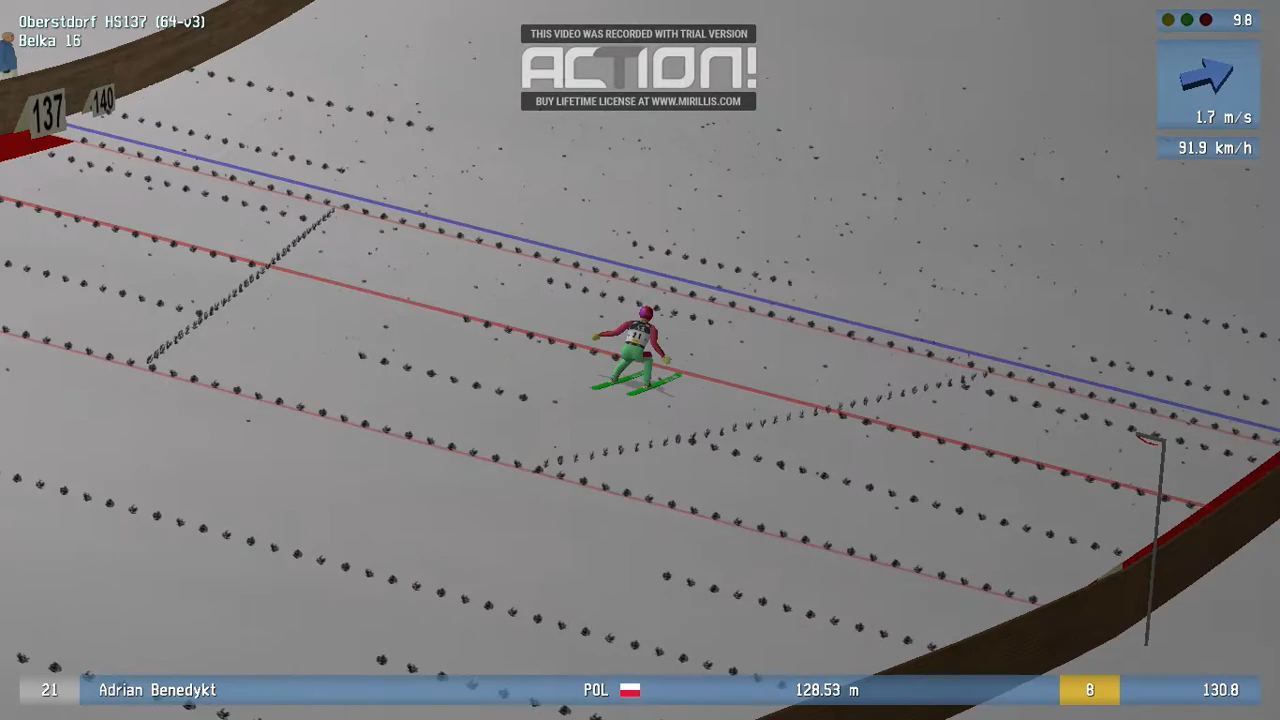 Oberstdorf HS137 (64-v3)
Belka 16
THIS VIDEO WAS RECORDED WITH TRIAL VERSION
ACTION!
BUY LIFETIME LICENSE AT WWW.MIRILLIS.COM
9.8
1.7 m/s
91.9 km/h
137
140
21 Adrian Benedykt POL 128.53 m 8 130.8